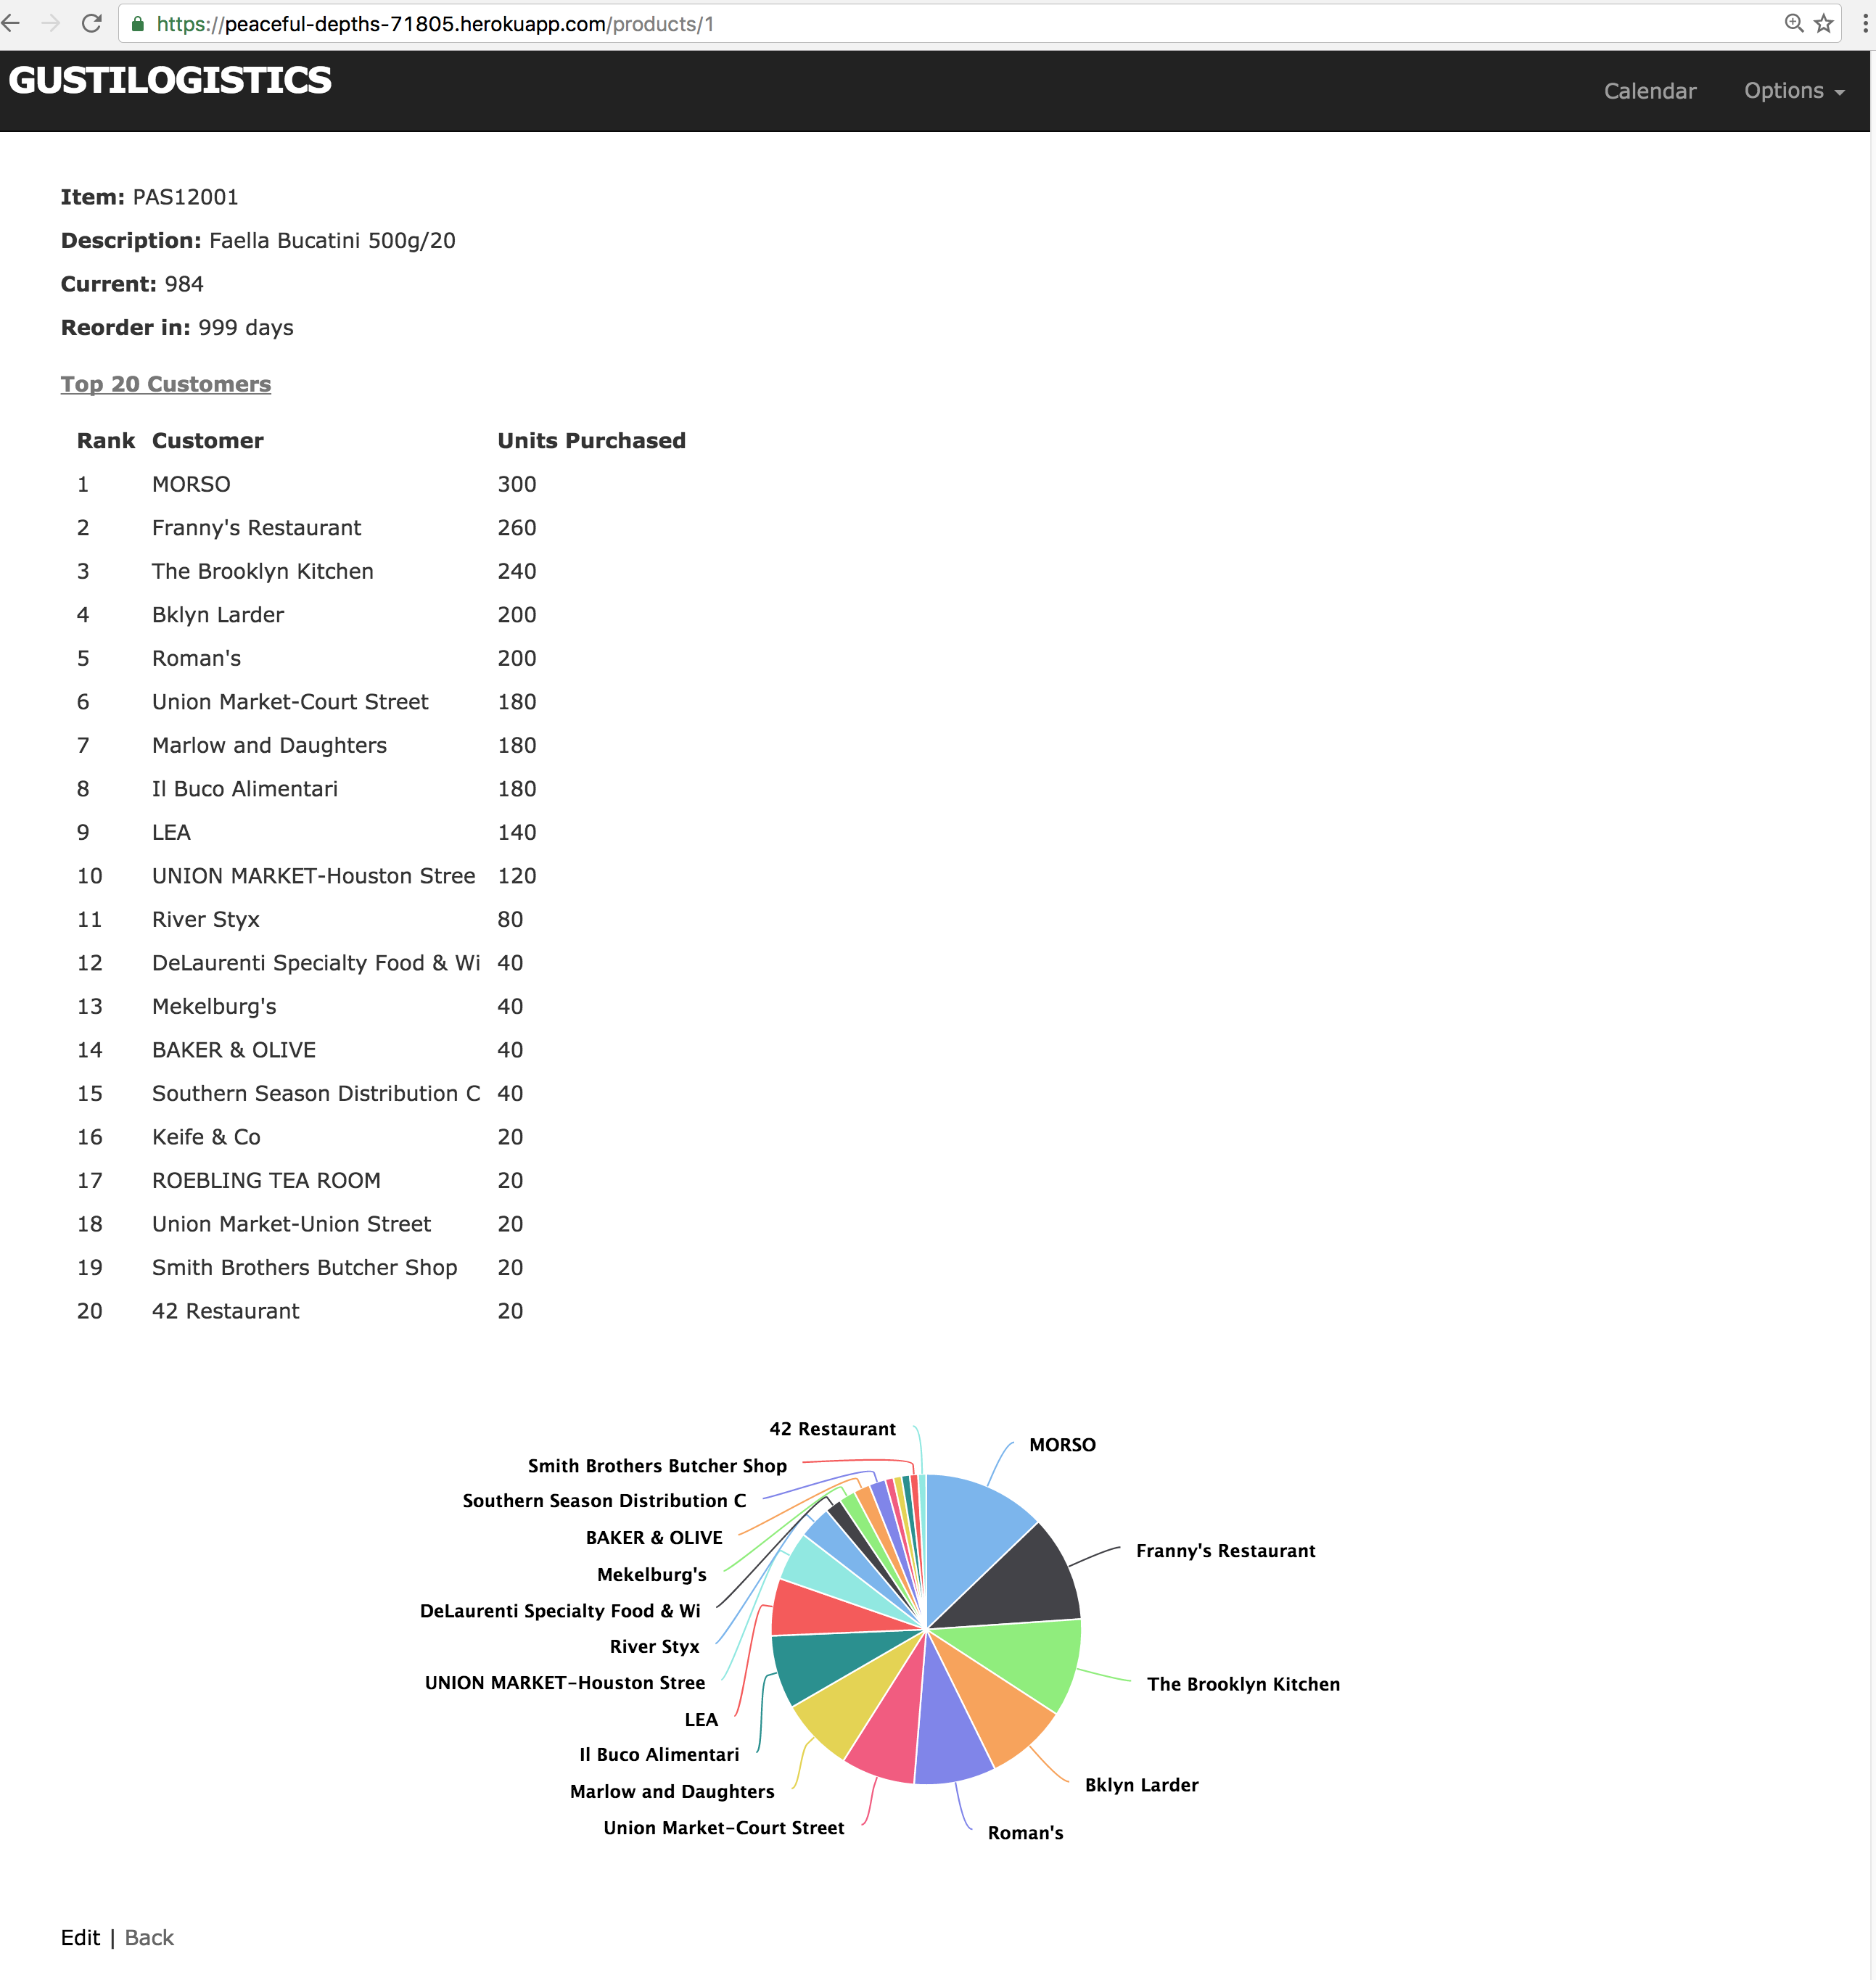 https://peaceful-depths-71805.herokuapp.com/products/1
GUSTILOGISTICS
Calendar Options
Item: PAS12001
Description: Faella Bucatini 500g/20
Current: 984
Reorder in: 999 days
Top 20 Customers
Rank Customer Units Purchased
1 MORSO 300
2 Franny's Restaurant 260
3 The Brooklyn Kitchen 240
4 Bklyn Larder 200
5 Roman's 200
6 Union Market-Court Street 180
7 Marlow and Daughters 180
8 Il Buco Alimentari 180
9 LEA 140
10 UNION MARKET-Houston Stree 120
11 River Styx 80
12 DeLaurenti Specialty Food & Wi 40
13 Mekelburg's 40
14 BAKER & OLIVE 40
15 Southern Season Distribution C 40
16 Keife & Co 20
17 ROEBLING TEA ROOM 20
18 Union Market-Union Street 20
19 Smith Brothers Butcher Shop 20
20 42 Restaurant 20
42 Restaurant
MORSO
Smith Brothers Butcher Shop
Southern Season Distribution C
BAKER & OLIVE
Franny's Restaurant
Mekelburg's
DeLaurenti Specialty Food & Wi
River Styx
UNION MARKET-Houston Stree
The Brooklyn Kitchen
LEA
Il Buco Alimentari
Bklyn Larder
Marlow and Daughters
Union Market-Court Street
Roman's
Edit | Back